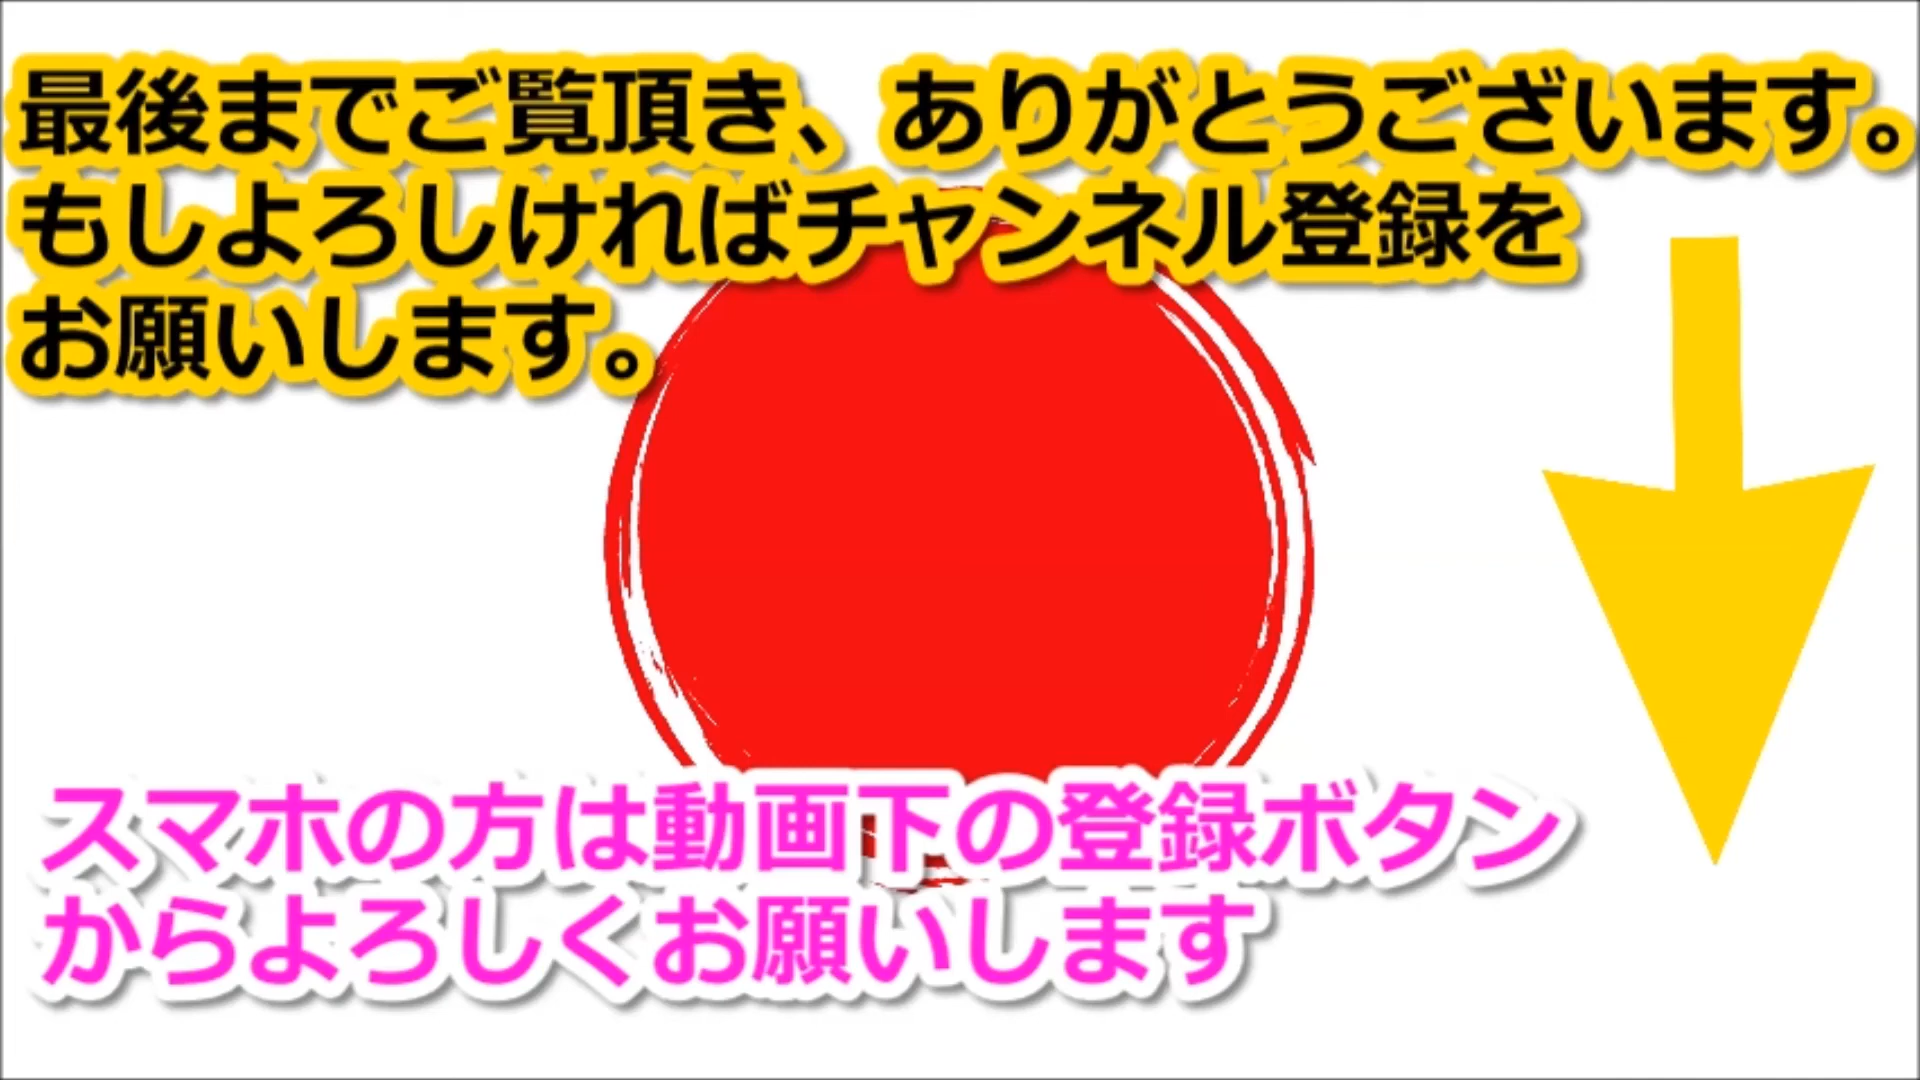 最後までご覧頂き、ありがとうございます。
もしよろしければチャンネル登録を
お願いします。
スマホの方は動画下の登録ボタン
からよろしくお願いします